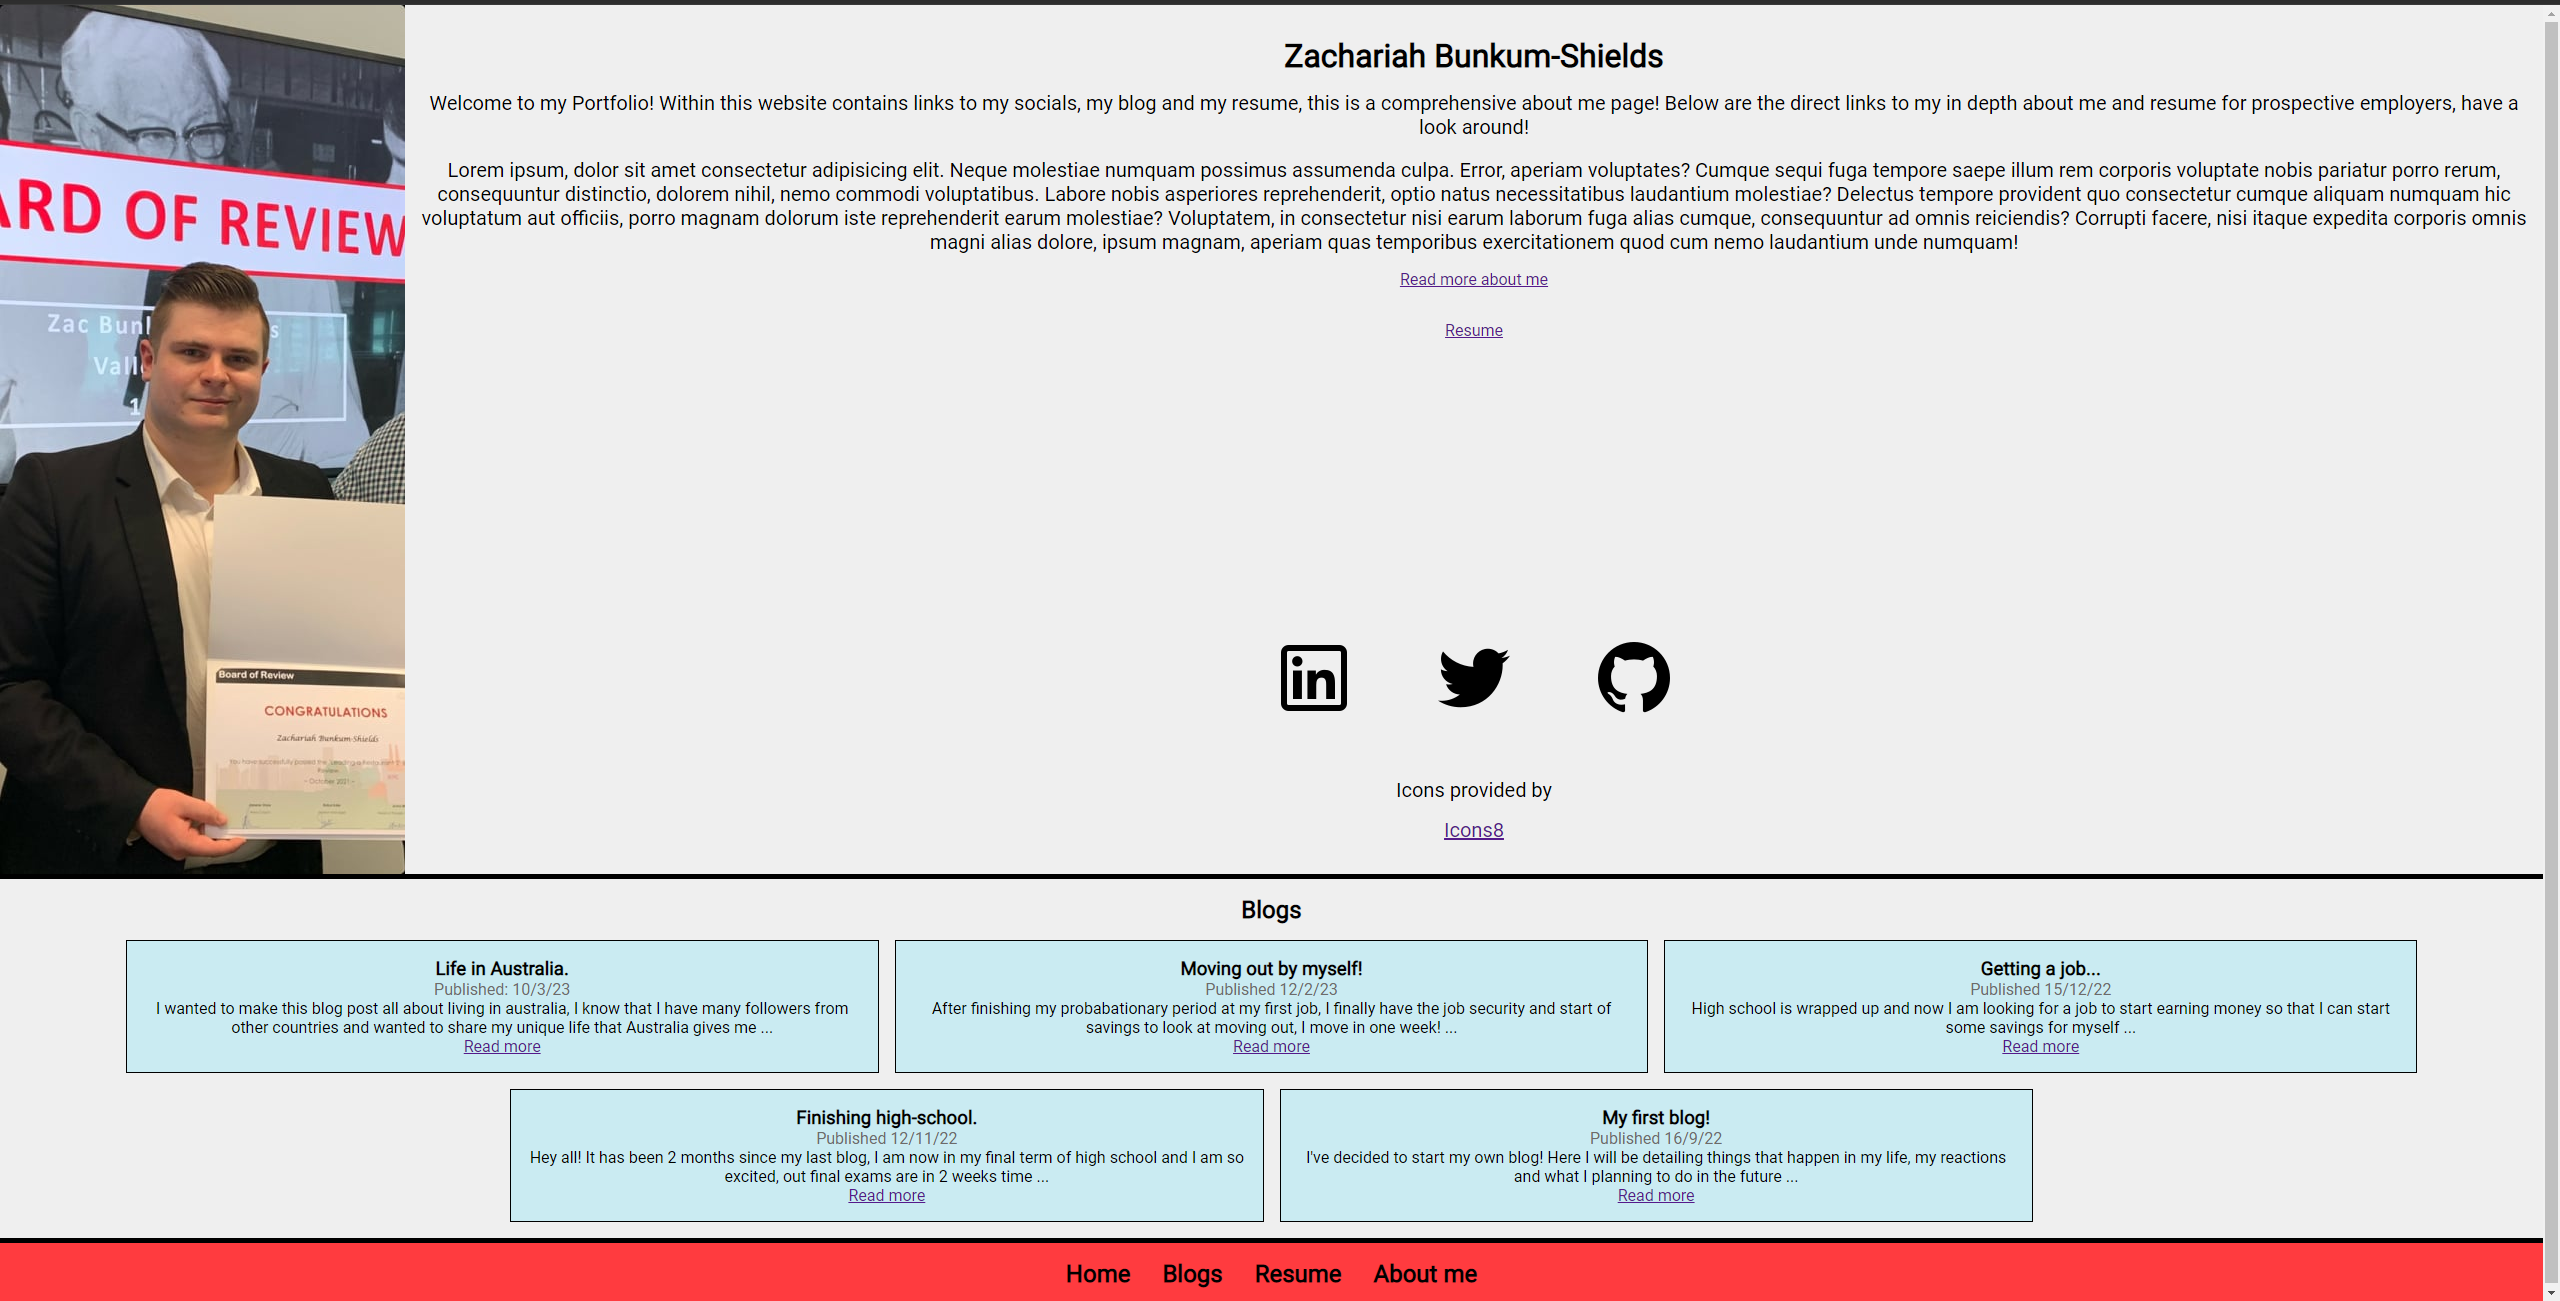 ARD OF REVIEW
Zac Bun s
Vall
1
Board of Review
CONGRATULATIONS
Zachariah Bunkum-Shields
Zachariah Bunkum-Shields
Welcome to my Portfolio! Within this website contains links to my socials, my blog and my resume, this is a comprehensive about me page! Below are the direct links to my in depth about me and resume for prospective employers, have a
look around!
Lorem ipsum, dolor sit amet consectetur adipisicing elit. Neque molestiae numquam possimus assumenda culpa. Error, aperiam voluptates? Cumque sequi fuga tempore saepe illum rem corporis voluptate nobis pariatur porro rerum,
consequuntur distinctio, dolorem nihil, nemo commodi voluptatibus. Labore nobis asperiores reprehenderit, optio natus necessitatibus laudantium molestiae? Delectus tempore provident quo consectetur cumque aliquam numquam hic
voluptatum aut officiis, porro magnam dolorum iste reprehenderit earum molestiae? Voluptatem, in consectetur nisi earum laborum fuga alias cumque, consequuntur ad omnis reiciendis? Corrupti facere, nisi itaque expedita corporis omnis
magni alias dolore, ipsum magnam, aperiam quas temporibus exercitationem quod cum nemo laudantium unde numquam!
Read more about me
Resume
in
Icons provided by
Icons8
Blogs
Life in Australia.
Published: 10/3/23
I wanted to make this blog post all about living in australia, I know that I have many followers from
other countries and wanted to share my unique life that Australia gives me ...
Read more
Moving out by myself!
Published 12/2/23
After finishing my probabationary period at my first job, I finally have the job security and start of
savings to look at moving out, I move in one week! ...
Read more
Getting a job...
Published 15/12/22
High school is wrapped up and now I am looking for a job to start earning money so that I can start
some savings for myself ...
Read more
Finishing high-school.
Published 12/11/22
Hey all! It has been 2 months since my last blog, I am now in my final term of high school and I am so
excited, out final exams are in 2 weeks time ...
Read more
My first blog!
Published 16/9/22
I've decided to start my own blog! Here I will be detailing things that happen in my life, my reactions
and what I planning to do in the future ...
Read more
Home Blogs Resume About me